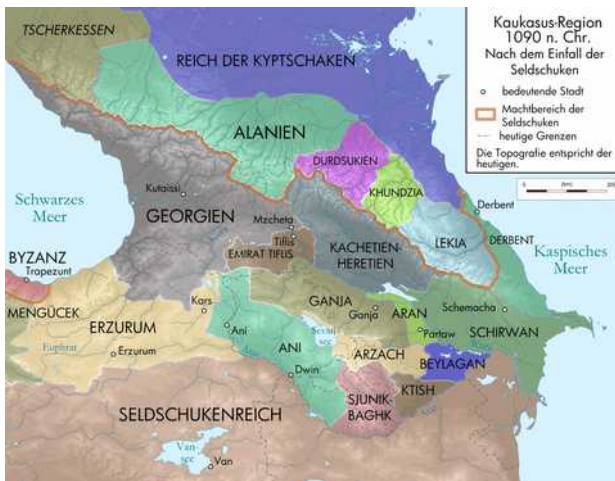 Kaukasus-Region
1090 n. Chr.
Nach dem Einfall der
Seldschuken
bedeutende Stadt
Machtbereich der
Seldschuken
heutige Grenzen
Die Topografie entspricht der
heutigen.
TSCHERKESSEN
REICH DER KYPTSCHAKEN
ALANIEN
DURDSUKIEN
KHUNDZIA
Kutaissi
Schwarzes
Meer
GEORGIEN
Mzcheta
Tiflis
EMIRAT TIFLIS
KACHETIEN-
HERETIEN
LEKIA
Derbent
DERBENT
Kaspisches
Meer
BYZANZ
Trapezunt
MENGÜCEK
Kars
ERZURUM
Euphrat
Erzurum
Ani
ANI
Dwin
GANJA
Ganja
ARAN
Partaw
Schemacha
SCHIRWAN
ARZACH
BEYLAGAN
KTISH
SJUNIK-
BAGHK
SELDSCHUKENREICH
Van-
see
Van